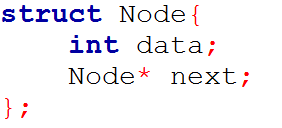 struct Node{
    int data;
    Node* next;
};